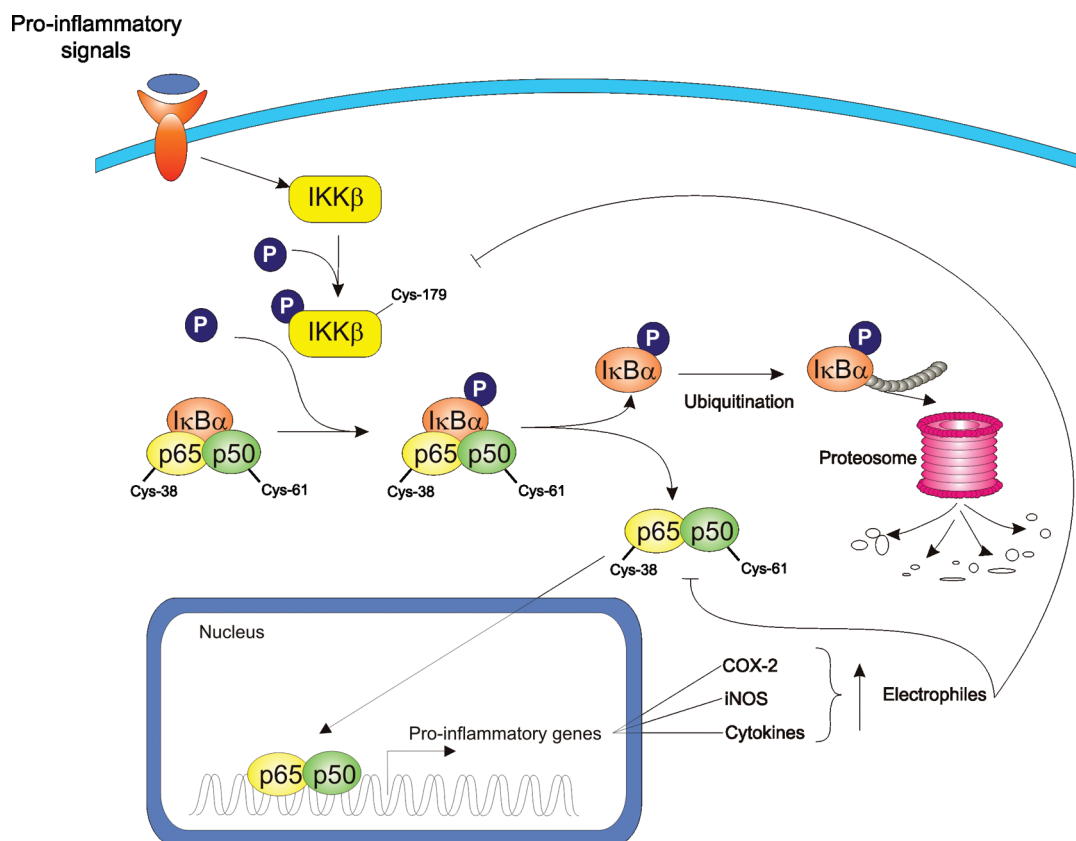 Pro-inflammatory
signals
IKKβ
P
P
Cys-179
IKKβ
P
P
IκBα
p65 p50
Cys-38
Cys-61
P
IκBα
p65 p50
Cys-38
Cys-61
P
IκBα
Ubiquitination
P
IκBα
Proteosome
p65 p50
Cys-38
Cys-61
Nucleus
COX-2
iNOS
Cytokines
Electrophiles
Pro-inflammatory genes
p65 p50